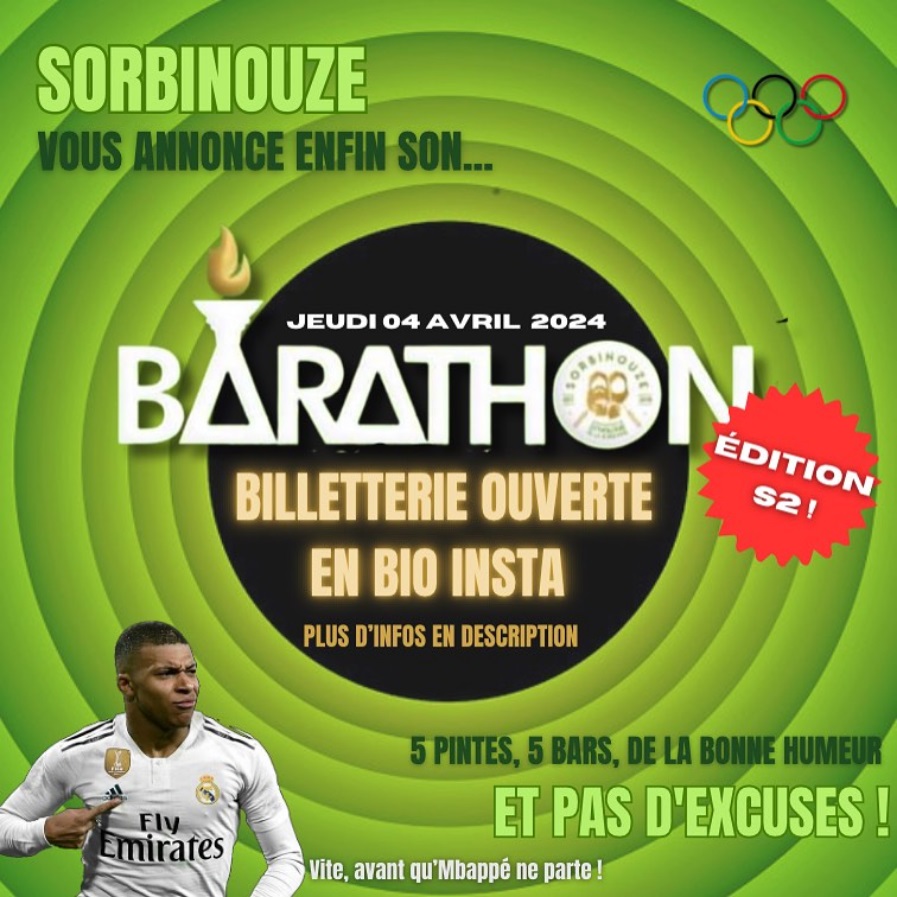 SORBINOUZE
VOUS ANNONCE ENFIN SON...
JEUDI 04 AVRIL 2024
BARATHON
SORBINOUZE
ÉDITION
S2 !
BILLETTERIE OUVERTE
EN BIO INSTA
PLUS D'INFOS EN DESCRIPTION
5 PINTES, 5 BARS, DE LA BONNE HUMEUR
ET PAS D'EXCUSES !
Fly
Emirates
Vite, avant qu'Mbappé ne parte !